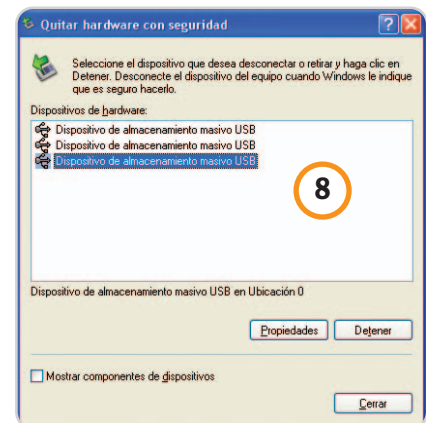 Quitar hardware con seguridad
Seleccione el dispositivo que desea desconectar o retirar y haga clic en
Detener. Desconecte el dispositivo del equipo cuando Windows le indique
que es seguro hacerlo.
Dispositivos de hardware:
Dispositivo de almacenamiento masivo USB
Dispositivo de almacenamiento masivo USB
Dispositivo de almacenamiento masivo USB
8
Dispositivo de almacenamiento masivo USB en Ubicación 0
Propiedades Detener
Mostrar componentes de dispositivos
Cerrar